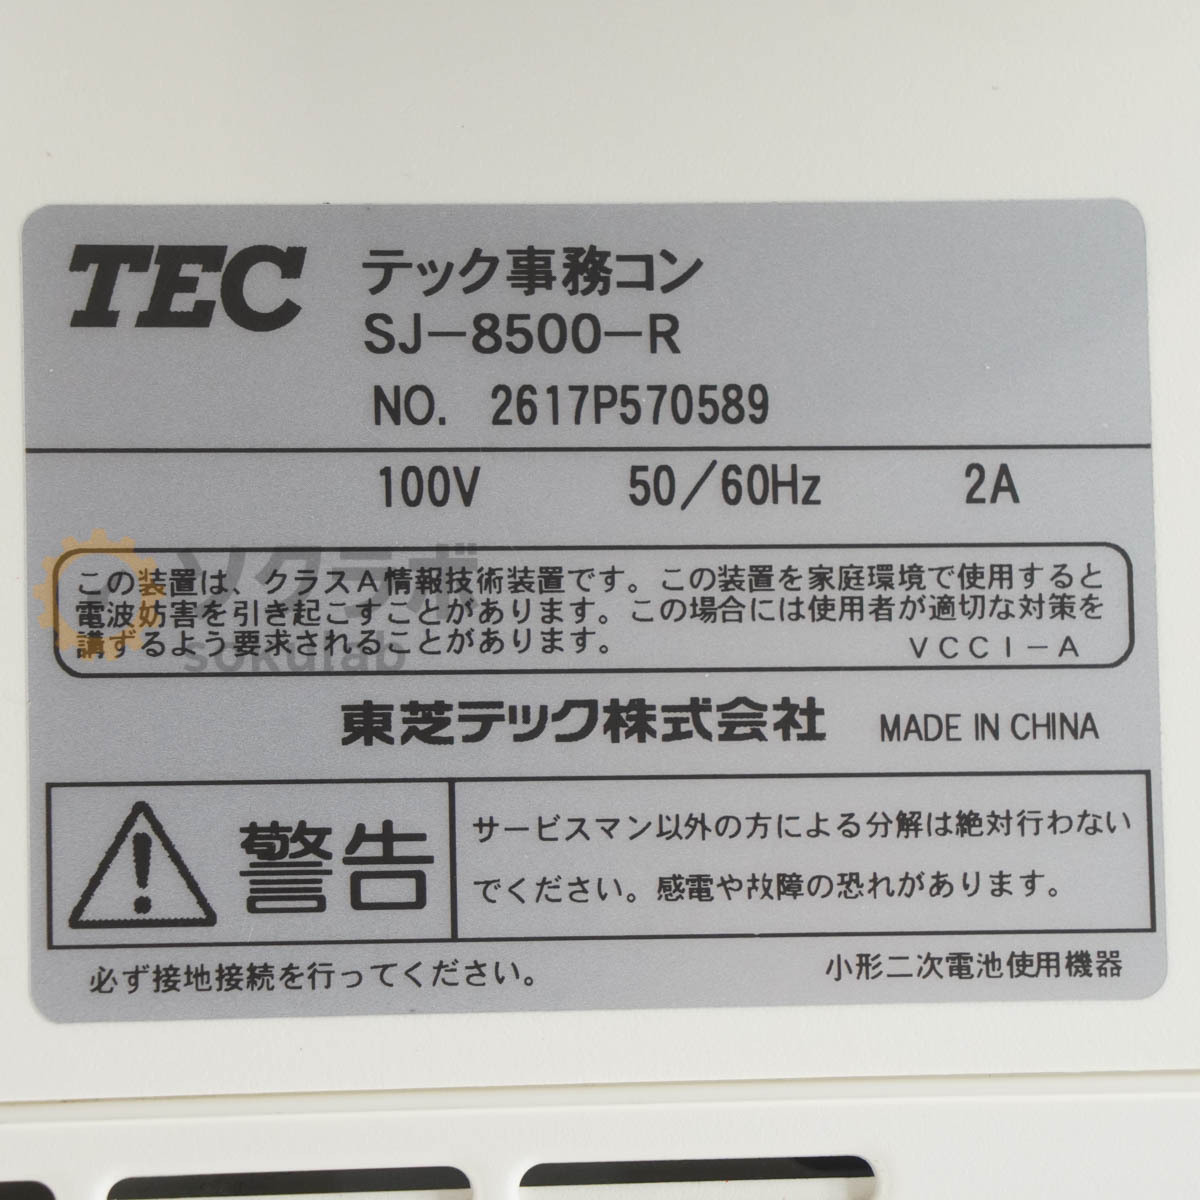 TEC
テック事務コン
SJ-8500-R
NO. 2617P570589
100V 50/60Hz 2A
この装置は、クラスA情報技術装置です。この装置を家庭環境で使用すると
電波妨害を引き起こすことがあります。この場合には使用者が適切な対策を
講ずるよう要求されることがあります。 VCCI-A
ソクラボ
sokulab
東芝テック株式会社 MADE IN CHINA
警告
サービスマン以外の方による分解は絶対行わない
でください。感電や故障の恐れがあります。
必ず接地接続を行ってください。 小形二次電池使用機器